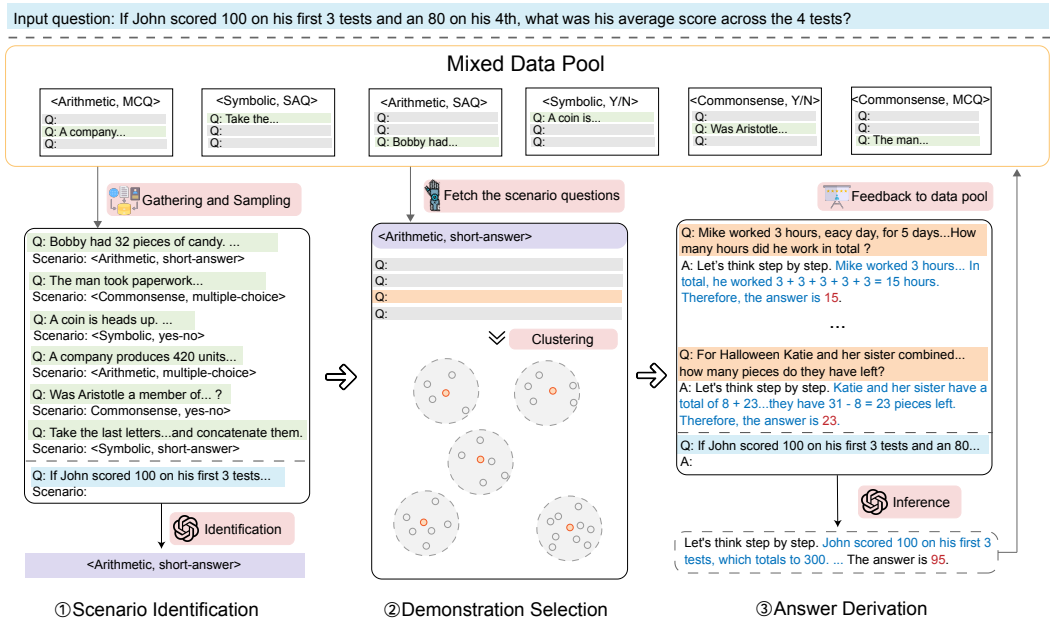 Input question: If John scored 100 on his first 3 tests and an 80 on his 4th, what was his average score across the 4 tests?
Mixed Data Pool
<Arithmetic, MCQ>
Q:
Q: A company...
Q:
<Symbolic, SAQ>
Q: Take the...
Q:
Q:
<Arithmetic, SAQ>
Q:
Q:
Q: Bobby had...
<Symbolic, Y/N>
Q: A coin is...
Q:
Q:
<Commonsense, Y/N>
Q:
Q: Was Aristotle...
Q:
<Commonsense, MCQ>
Q:
Q:
Q: The man...
Gathering and Sampling
Q: Bobby had 32 pieces of candy. ...
Scenario: <Arithmetic, short-answer>
Q: The man took paperwork...
Scenario: <Commonsense, multiple-choice>
Q: A coin is heads up. ...
Scenario: <Symbolic, yes-no>
Q: A company produces 420 units...
Scenario: <Arithmetic, multiple-choice>
Q: Was Aristotle a member of... ?
Scenario: Commonsense, yes-no>
Q: Take the last letters...and concatenate them.
Scenario: <Symbolic, short-answer>
Q: If John scored 100 on his first 3 tests...
Scenario:
Identification
<Arithmetic, short-answer>
①Scenario Identification
Fetch the scenario questions
<Arithmetic, short-answer>
Q:
Q:
Q:
Q:
Clustering
②Demonstration Selection
Feedback to data pool
Q: Mike worked 3 hours, eacy day, for 5 days...How
many hours did he work in total ?
A: Let's think step by step. Mike worked 3 hours... In
total, he worked 3 + 3 + 3 + 3 + 3 = 15 hours.
Therefore, the answer is 15.
...
Q: For Halloween Katie and her sister combined...
how many pieces do they have left?
A: Let's think step by step. Katie and her sister have a
total of 8 + 23...they have 31 - 8 = 23 pieces left.
Therefore, the answer is 23.
Q: If John scored 100 on his first 3 tests and an 80...
A:
Inference
Let's think step by step. John scored 100 on his first 3
tests, which totals to 300. ... The answer is 95.
③Answer Derivation